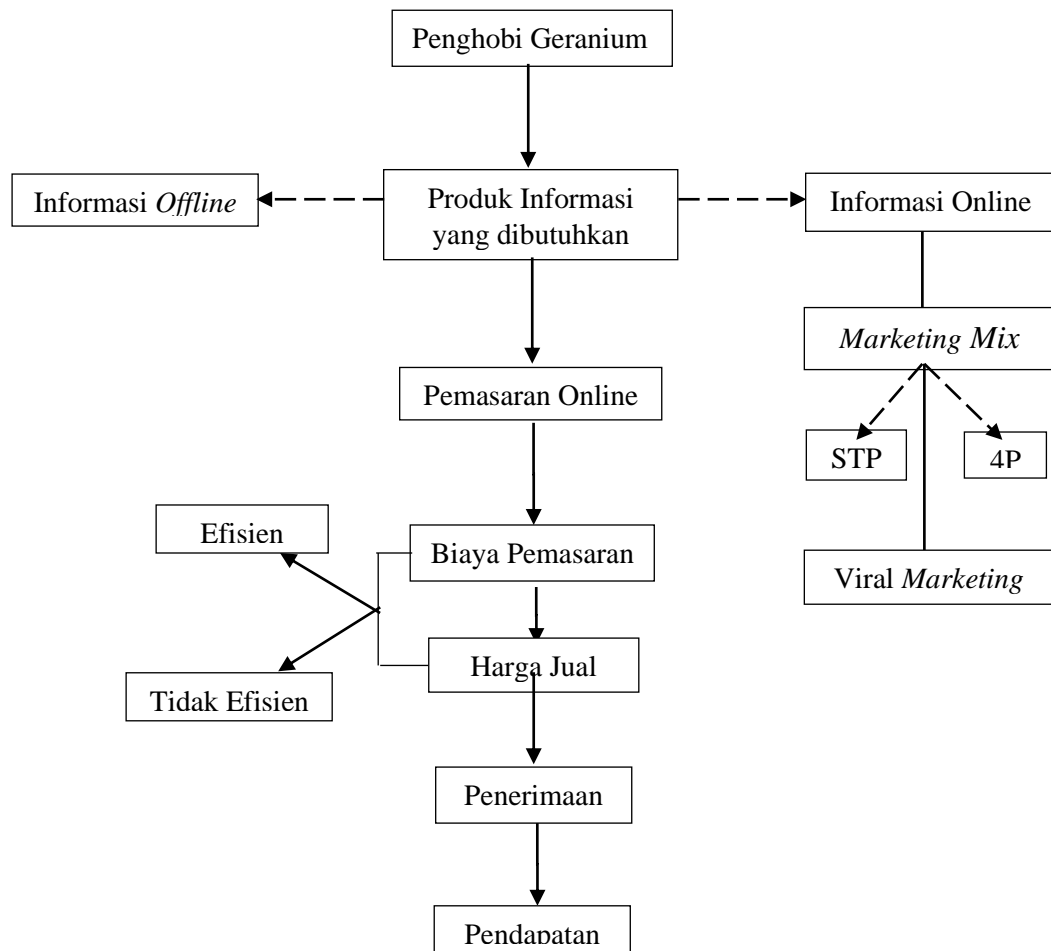 Penghobi Geranium
Informasi Offline
Produk Informasi
yang dibutuhkan
Informasi Online
Marketing Mix
Pemasaran Online
STP
4P
Efisien
Biaya Pemasaran
Viral Marketing
Harga Jual
Tidak Efisien
Penerimaan
Pendapatan